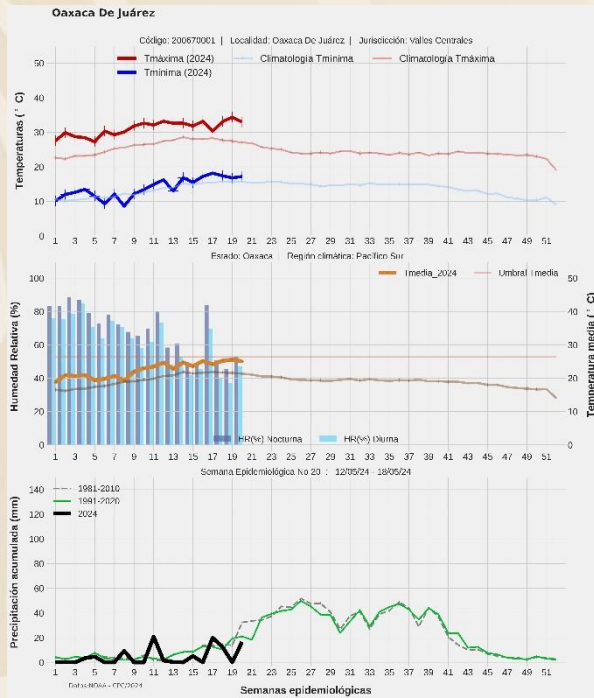 Oaxaca De Juárez
Código: 200670001 | Localidad: Oaxaca De Juárez | Jurisdicción: Valles Centrales
Tmáxima (2024) Climatología Tmínima Climatología Tmáxima
Tmínima (2024)
Temperaturas (° C)
50
40
30
20
10
0
1 3 5 7 9 11 13 15 17 19 21 23 25 27 29 31 33 35 37 39 41 43 45 47 49 51
Estado: Oaxaca | Región climática: Pacífico Sur
Tmedia_2024 Umbral Tmedia
Humedad Relativa (%)
100
80
60
40
20
0
Temperatura media (° C)
50
40
30
20
10
0
HR(%) Nocturna HR(%) Diurna
1 3 5 7 9 11 13 15 17 19 21 23 25 27 29 31 33 35 37 39 41 43 45 47 49 51
Semana Epidemiológica No 20 : 12/05/24 - 18/05/24
1981-2010
1991-2020
2024
Precipitación acumulada (mm)
140
120
100
80
60
40
20
0
1 3 5 7 9 11 13 15 17 19 21 23 25 27 29 31 33 35 37 39 41 43 45 47 49 51
Datos:NOAA - CPC/2024
Semanas epidemiológicas